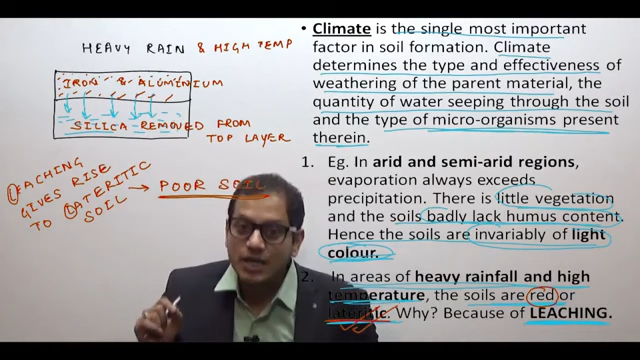 HEAVY RAIN & HIGH TEMP
IRON & ALUMINIUM
SILICA REMOVED FROM
TOP LAYER
LEACHING
GIVES RISE
TO LATERITIC
SOIL
→ POOR SOIL
• Climate is the single most important
factor in soil formation. Climate
determines the type and effectiveness of
weathering of the parent material,
the quantity of water seeping through the soil
and the type of micro-organisms present
therein.
1. Eg. In arid and semi-arid regions,
evaporation always exceeds
precipitation. There is little vegetation
and the soils badly lack humus content.
Hence the soils are invariably of light
colour.
2. In areas of heavy rainfall and high
temperature, the soils are red or
lateritic. Why? Because of LEACHING.